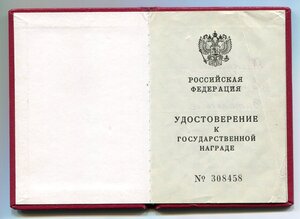 РОССИЙСКАЯ
ФЕДЕРАЦИЯ
УДОСТОВЕРЕНИЕ
К
ГОСУДАРСТВЕННОЙ
НАГРАДЕ
№ 308458